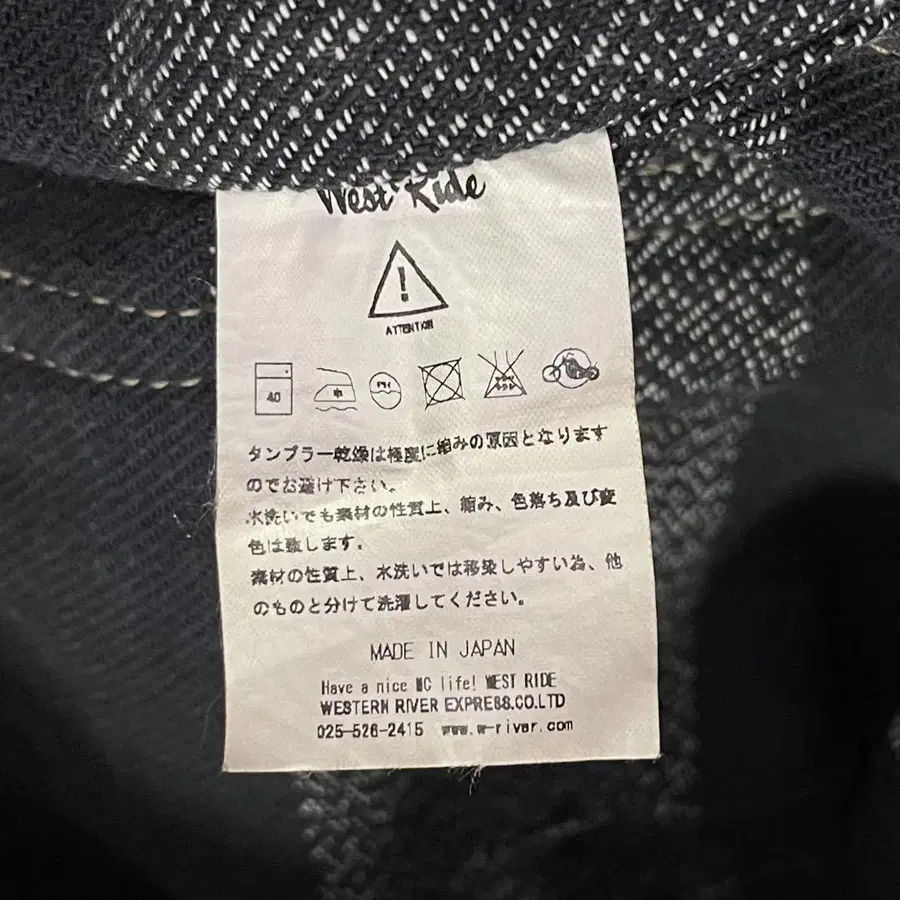 West Ride
!
ATTENTION
40
中
タンブラー乾燥は極度に縮みの原因となります
のでお避け下さい。
水洗いでも素材の性質上、縮み、色落ち及び変
色は致します。
素材の性質上、水洗いでは移染しやすい為、他
のものと分けて洗濯してください。
MADE IN JAPAN
Have a nice MC life! WEST RIDE
WESTERN RIVER EXPRESS.CO.LTD
025-526-2415 www.w-river.com